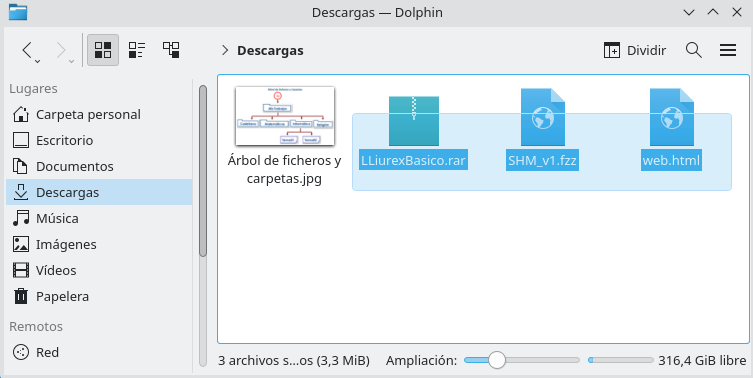 Descargas — Dolphin
Descargas
Dividir
Lugares
Carpeta personal
Escritorio
Documentos
Descargas
Música
Imágenes
Vídeos
Papelera
Remotos
Red
Árbol de ficheros y
carpetas.jpg
LLiurexBasico.rar
SHM_v1.fzz
web.html
3 archivos s...os (3,3 MiB)
Ampliación:
316,4 GiB libre